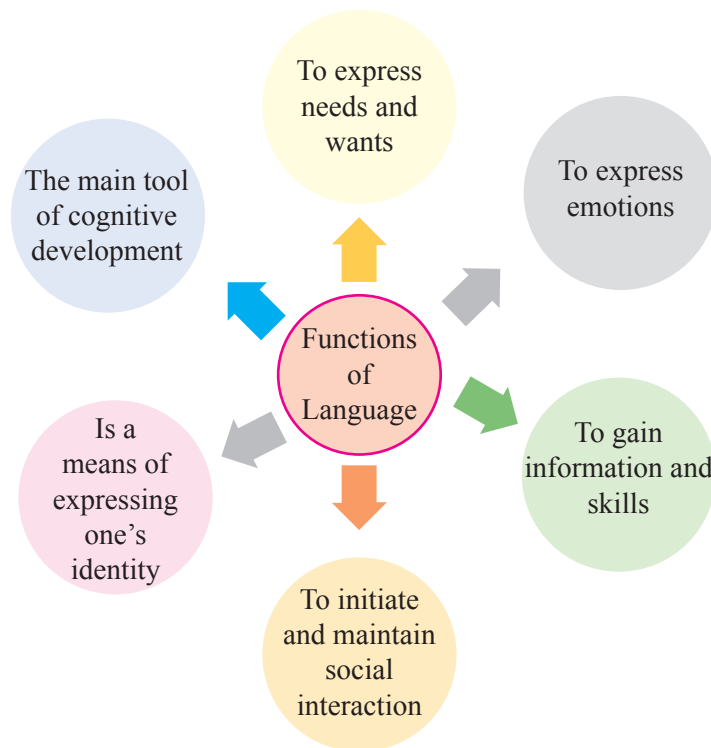 To express
needs and
wants
To express
emotions
The main tool
of cognitive
development
Functions
of
Language
To gain
information and
skills
Is a
means of
expressing
one’s
identity
To initiate
and maintain
social
interaction